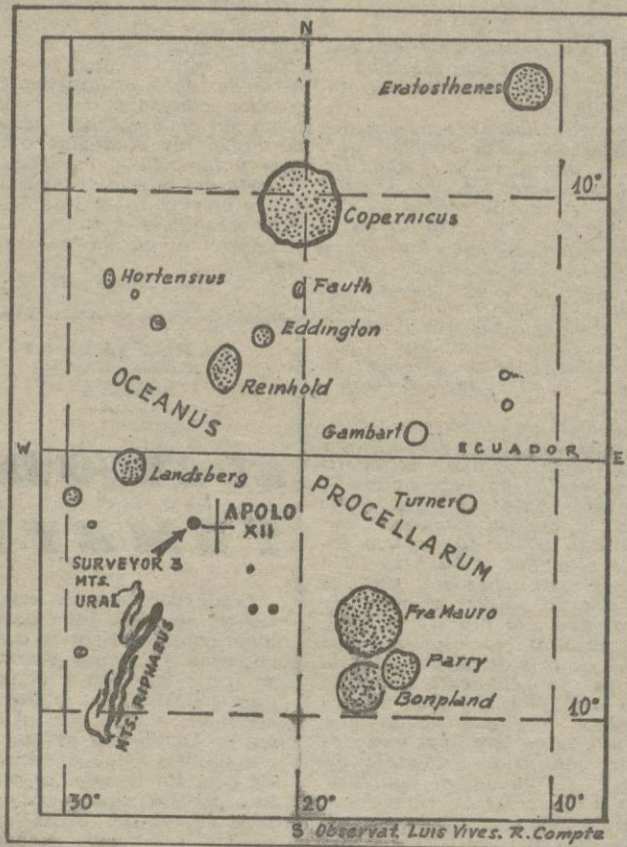 N
Eratosthenes
10°
Copernicus
Hortensius
Fauth
Eddington
Reinhold
OCEANUS
Gambart
W
ECUADOR
E
Landsberg
PROCELLARUM
Turner
APOLO
XII
SURVEYOR 3
MTS.
URAL
Fra Mauro
Parry
Bonpland
MTS. RIPHAEUS
10°
30°
20°
10°
S
Observat. Luis Vives. R. Compte